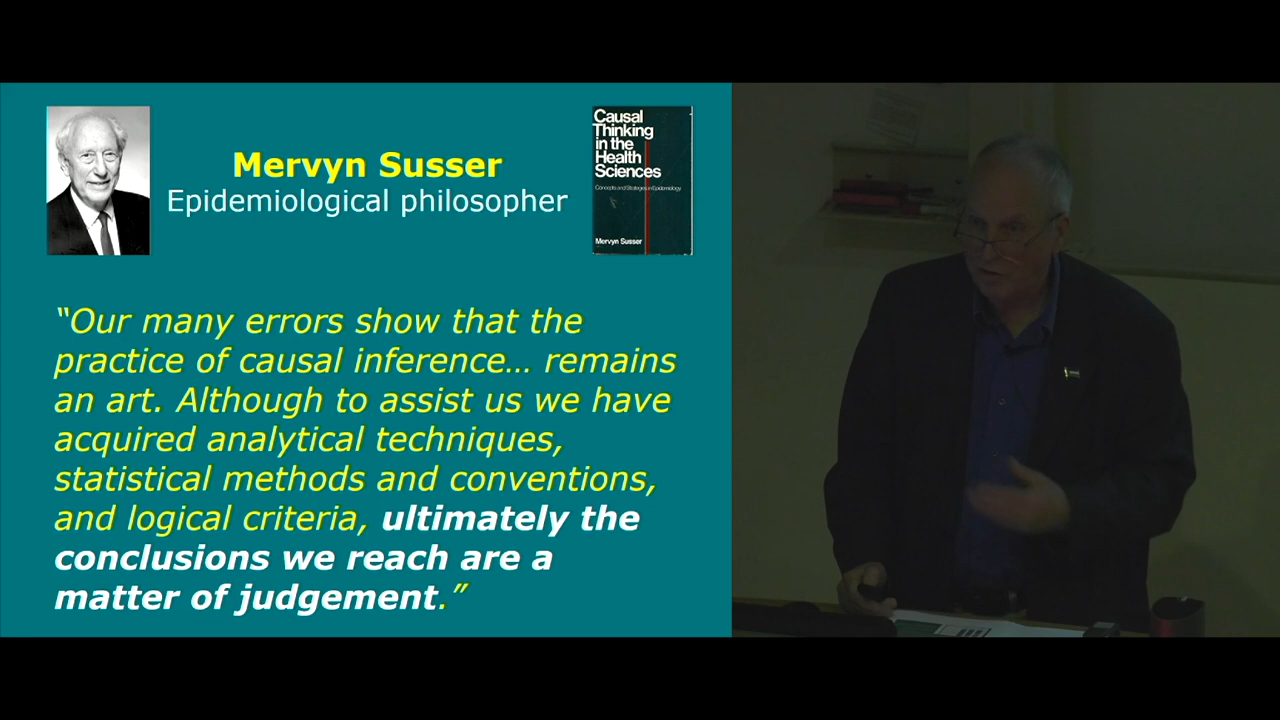 Mervyn Susser
Epidemiological philosopher
Causal
Thinking
in the
Health
Sciences
Concepts and Strategies in Epidemiology
Mervyn Susser
“Our many errors show that the
practice of causal inference… remains
an art. Although to assist us we have
acquired analytical techniques,
statistical methods and conventions,
and logical criteria, ultimately the
conclusions we reach are a
matter of judgement.”